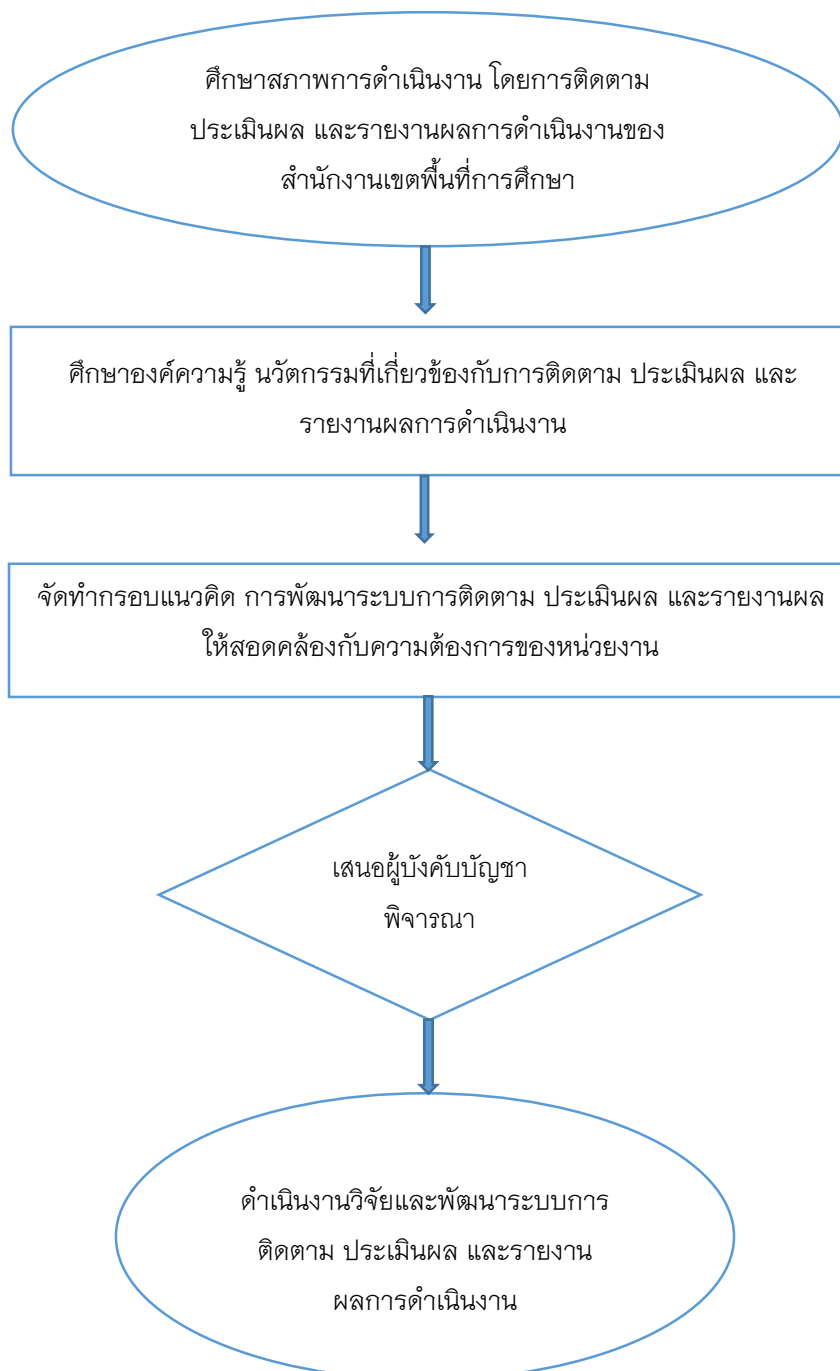 ศึกษาสภาพการดำเนินงาน โดยการติดตาม
ประเมินผล และรายงานผลการดำเนินงานของ
สำนักงานเขตพื้นที่การศึกษา
ศึกษาองค์ความรู้ นวัตกรรมที่เกี่ยวข้องกับการติดตาม ประเมินผล และ
รายงานผลการดำเนินงาน
จัดทำกรอบแนวคิด การพัฒนาระบบการติดตาม ประเมินผล และรายงานผล
ให้สอดคล้องกับความต้องการของหน่วยงาน
เสนอผู้บังคับบัญชา
พิจารณา
ดำเนินงานวิจัยและพัฒนาระบบการ
ติดตาม ประเมินผล และรายงาน
ผลการดำเนินงาน